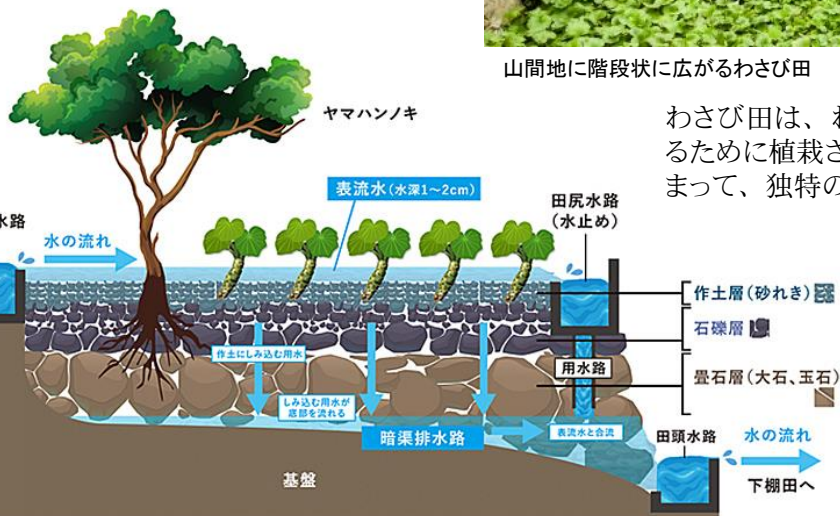 山間地に階段状に広がるわさび田
わさび田は、
るために植栽さ
まって、独特の
ヤマハンノキ
表流水(水深1~2cm)
田尻水路
(水止め)
水路
水の流れ
作土層(砂れき)
石礫層
作土にしみ込む用水
用水路
畳石層(大石、玉石)
しみ込む用水が
底部を流れる
暗渠排水路
表流水と合流
田頭水路
水の流れ
下棚田へ
基盤